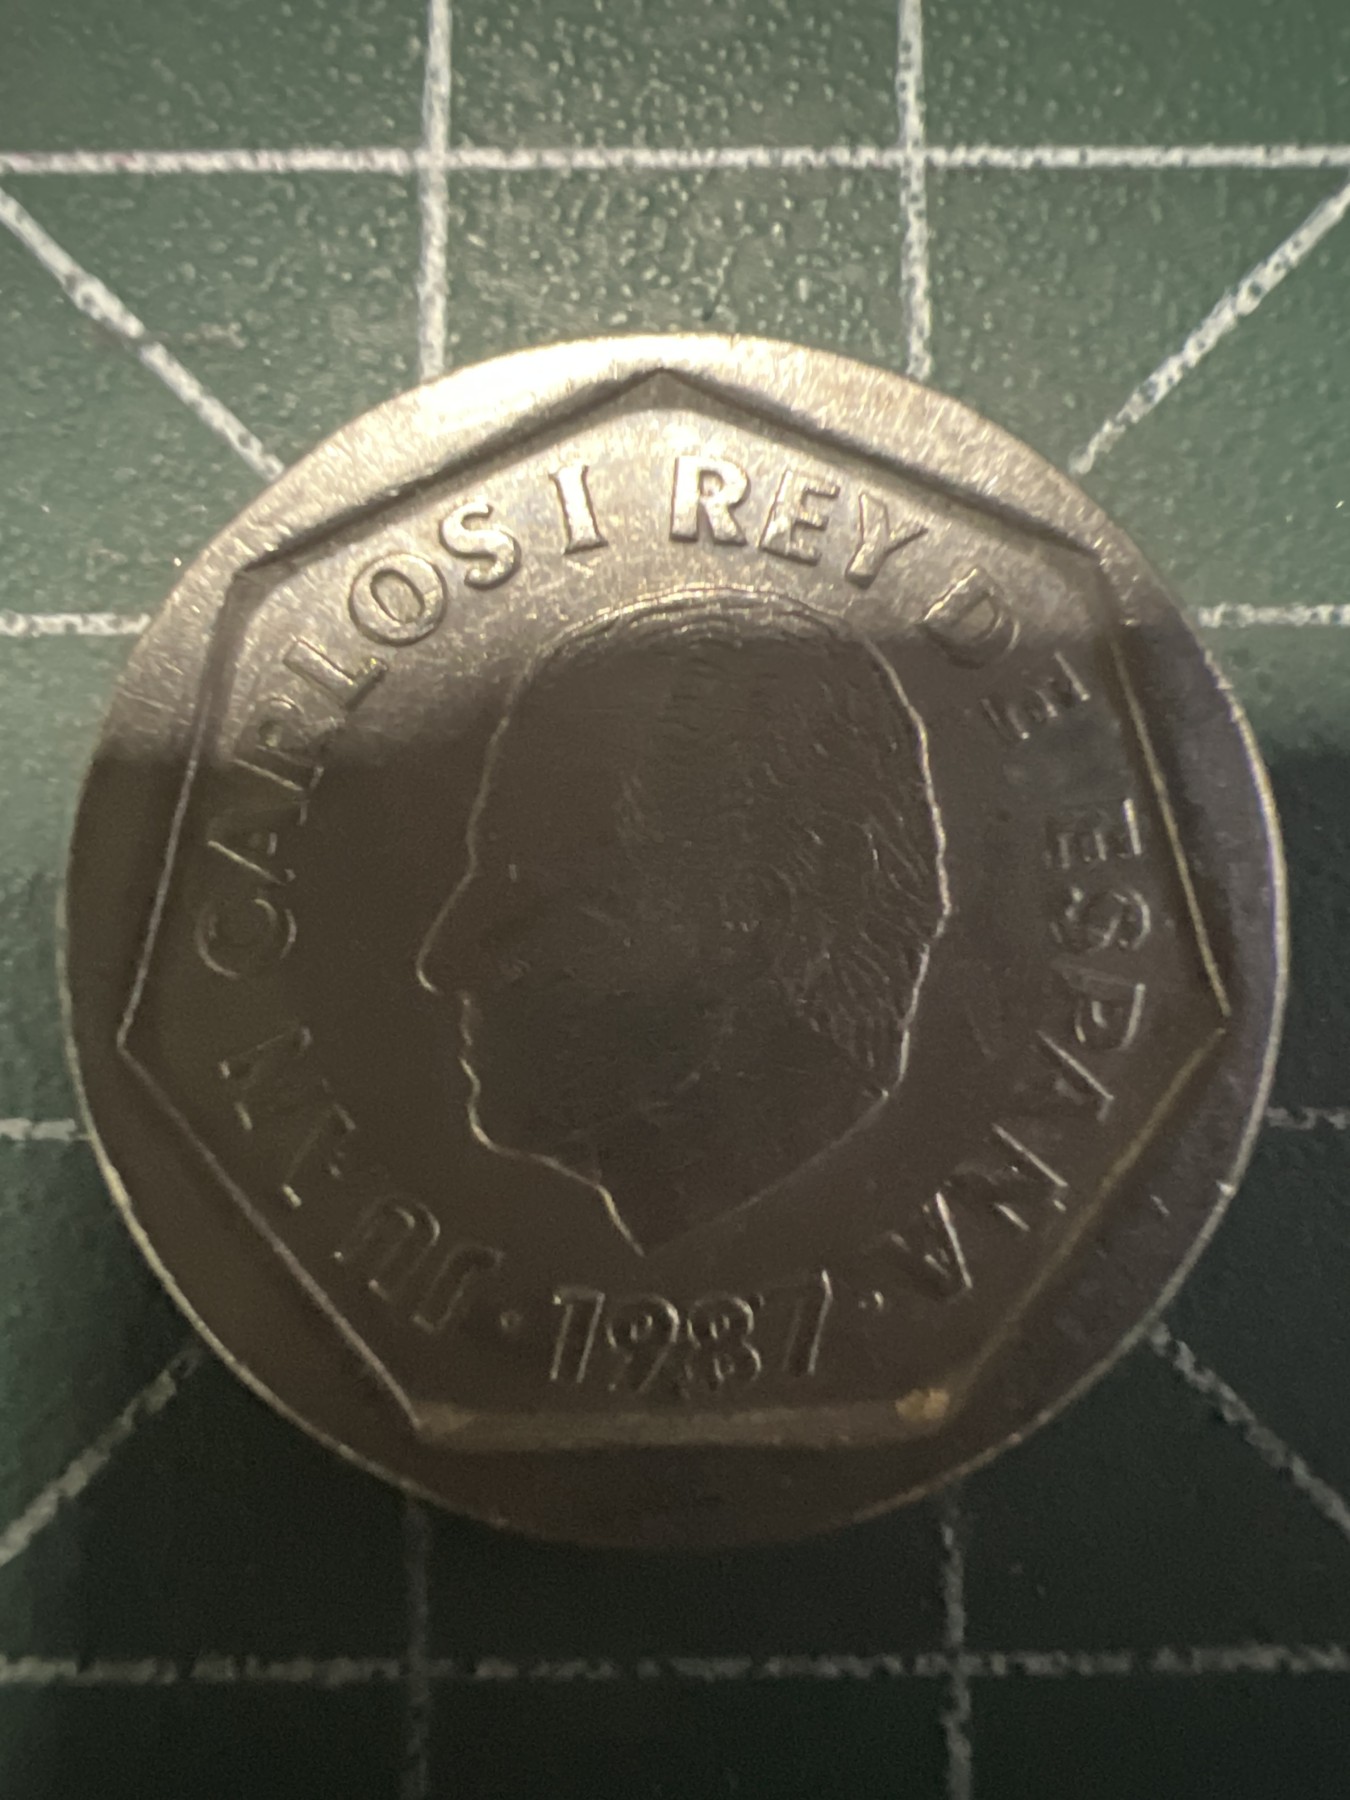 JUAN CARLOS I REY DE ESPAÑA
· 1987 ·